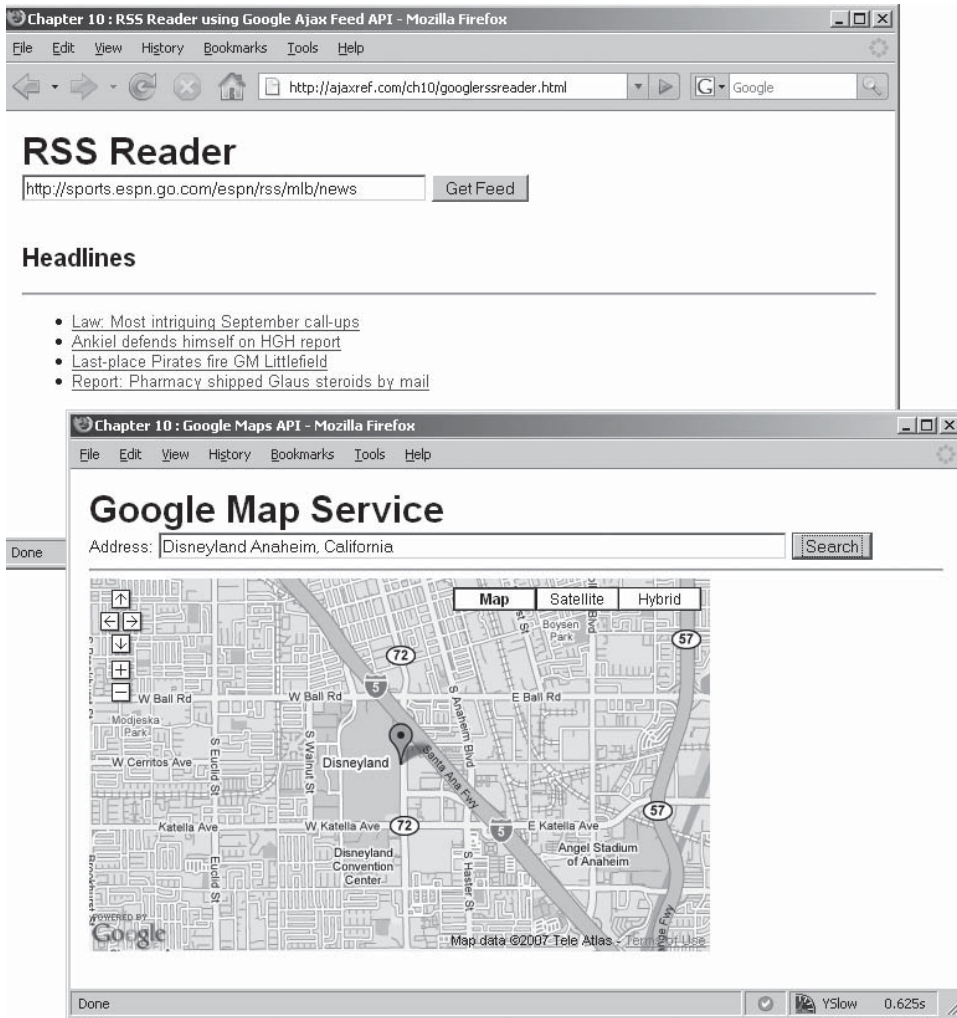 Chapter 10 : RSS Reader using Google Ajax Feed API - Mozilla Firefox
File Edit View History Bookmarks Tools Help
http://ajaxref.com/ch10/googlerssreader.html G Google
RSS Reader
http://sports.espn.go.com/espn/rss/mlb/news Get Feed
Headlines
• Law: Most intriguing September call-ups
• Ankiel defends himself on HGH report
• Last-place Pirates fire GM Littlefield
• Report: Pharmacy shipped Glaus steroids by mail
Done
Chapter 10 : Google Maps API - Mozilla Firefox
File Edit View History Bookmarks Tools Help
Google Map Service
Address: Disneyland Anaheim, California Search
Map Satellite Hybrid
Boysen
Park
St
Blvd
57
72
5
W Ball Rd
W Ball Rd
E Ball Rd
Modjeska
Park
S Anaheim Blvd
W Cerritos Ave
S Euclid St
S Walnut St
Disneyland
Santa Ana Fwy
57
Katella Ave
W Katella Ave
72
5
E Katella Ave
Angel Stadium
of Anaheim
Disneyland
Convention
Center
Euclid St
S Haster St
POWERED BY
Google
Map data ©2007 Tele Atlas - Terms of Use
Done
YSlow 0.625s